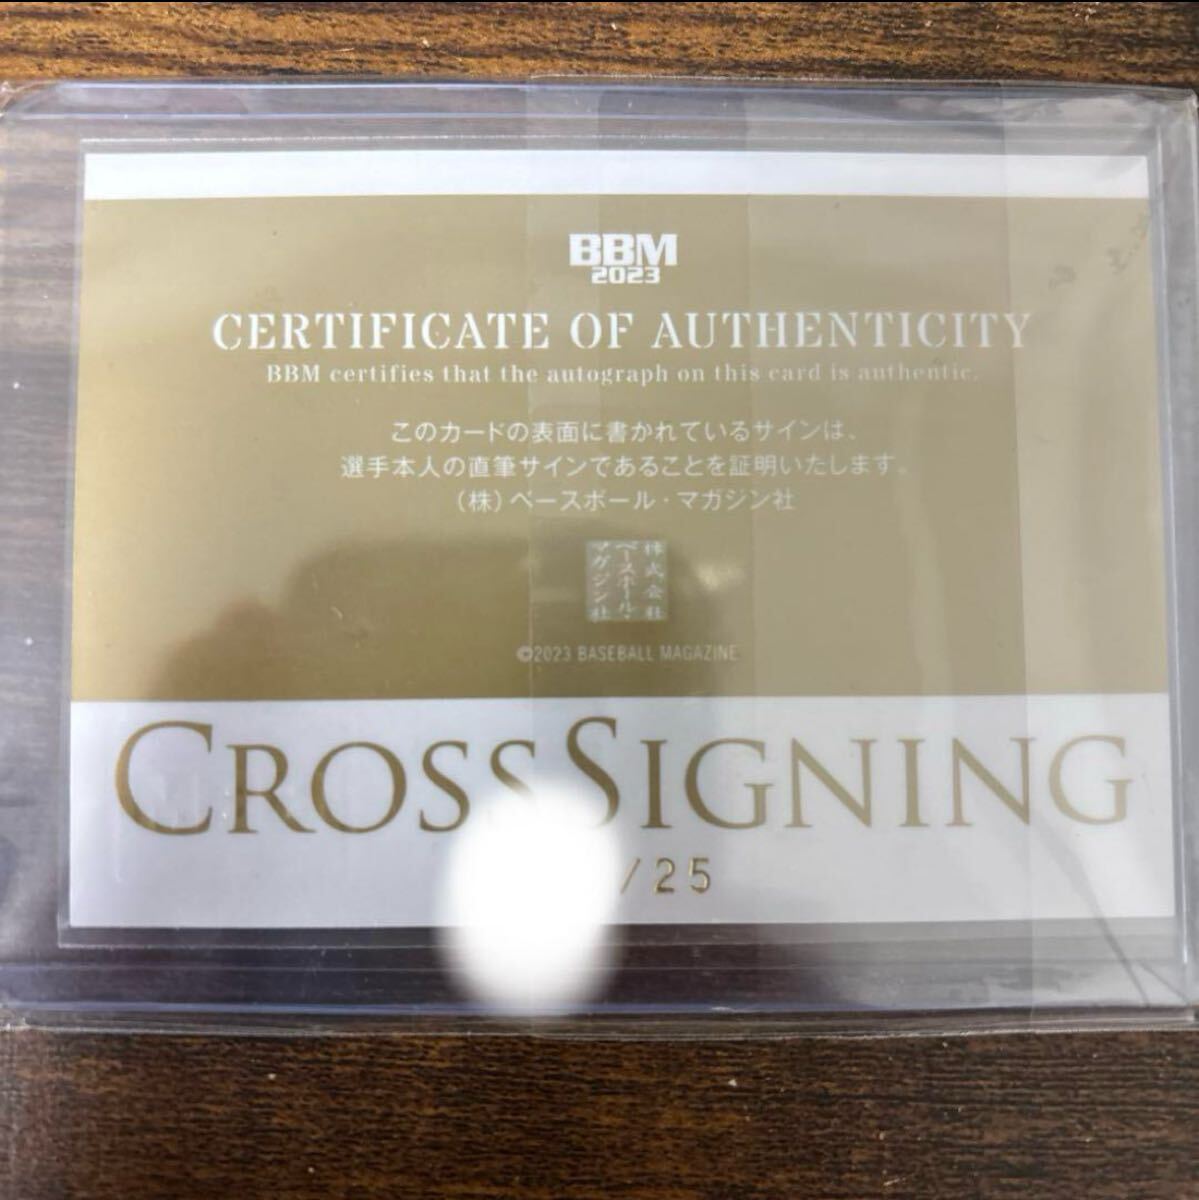 BBM
2023
CERTIFICATE OF AUTHENTICITY
BBM certifies that the autograph on this card is authentic.
このカードの表面に書かれているサインは、
選手本人の直筆サインであることを証明いたします。
（株）ベースボール・マガジン社
株式会社
ベースボール・
マガジン社
©2023 BASEBALL MAGAZINE
CROSS SIGNING
/25